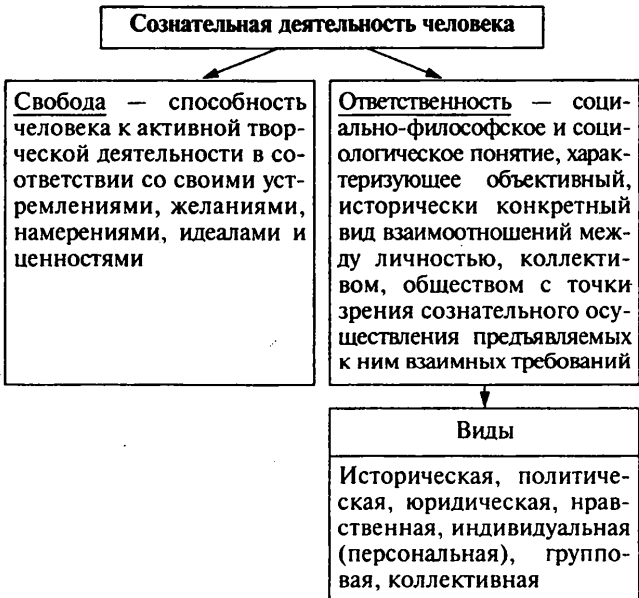 Сознательная деятельность человека
Свобода — способность
человека к активной твор-
ческой деятельности в со-
ответствии со своими уст-
ремлениями, желаниями,
намерениями, идеалами и
ценностями
Ответственность — соци-
ально-философское и соци-
ологическое понятие, харак-
теризующее объективный,
исторически конкретный
вид взаимоотношений меж-
ду личностью, коллекти-
вом, обществом с точки
зрения сознательного осу-
ществления предъявляемых
к ним взаимных требований
Виды
Историческая, политиче-
ская, юридическая, нрав-
ственная, индивидуальная
(персональная), группо-
вая, коллективная